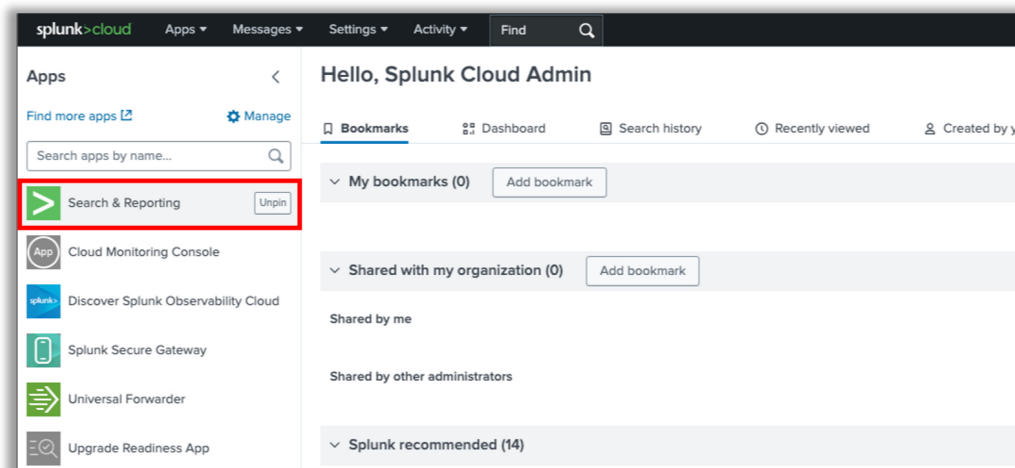 splunk>cloud Apps Messages Settings Activity Find
Apps
Find more apps Manage
Search apps by name...
Search & Reporting Unpin
App Cloud Monitoring Console
splunk> Discover Splunk Observability Cloud
Splunk Secure Gateway
Universal Forwarder
Upgrade Readiness App
Hello, Splunk Cloud Admin
Bookmarks Dashboard Search history Recently viewed Created by y
My bookmarks (0) Add bookmark
Shared with my organization (0) Add bookmark
Shared by me
Shared by other administrators
Splunk recommended (14)